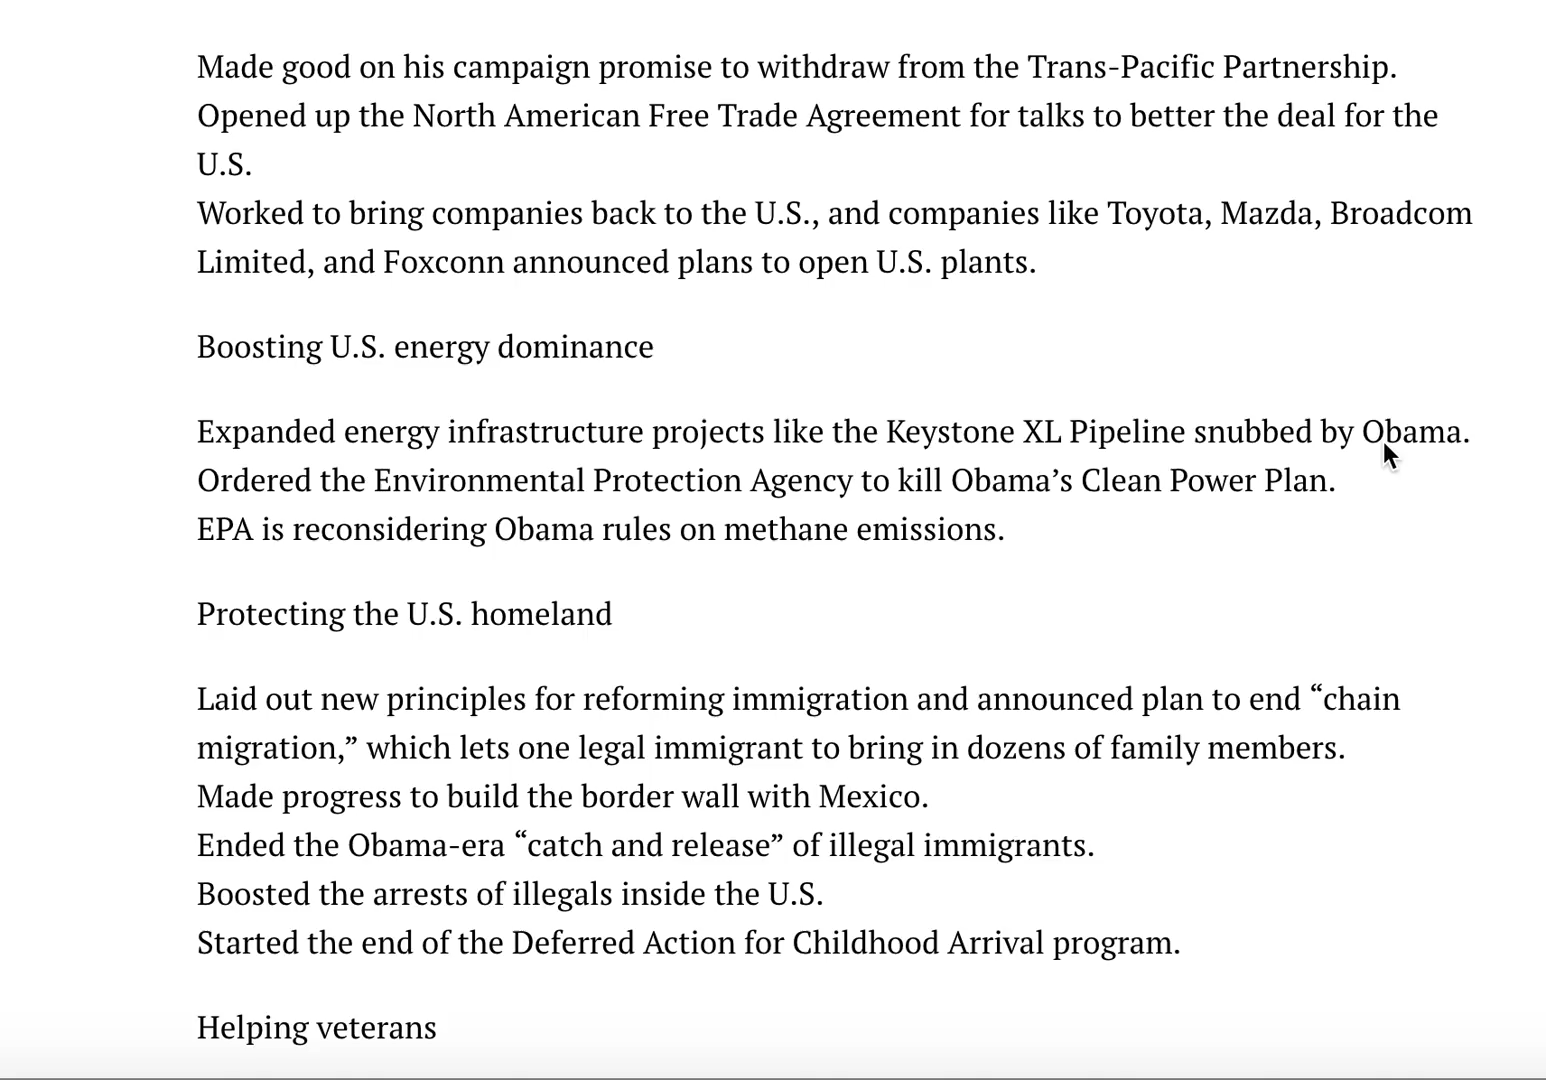 Made good on his campaign promise to withdraw from the Trans-Pacific Partnership.
Opened up the North American Free Trade Agreement for talks to better the deal for the
U.S.
Worked to bring companies back to the U.S., and companies like Toyota, Mazda, Broadcom
Limited, and Foxconn announced plans to open U.S. plants.
Boosting U.S. energy dominance
Expanded energy infrastructure projects like the Keystone XL Pipeline snubbed by Obama.
Ordered the Environmental Protection Agency to kill Obama’s Clean Power Plan.
EPA is reconsidering Obama rules on methane emissions.
Protecting the U.S. homeland
Laid out new principles for reforming immigration and announced plan to end “chain
migration,” which lets one legal immigrant to bring in dozens of family members.
Made progress to build the border wall with Mexico.
Ended the Obama-era “catch and release” of illegal immigrants.
Boosted the arrests of illegals inside the U.S.
Started the end of the Deferred Action for Childhood Arrival program.
Helping veterans